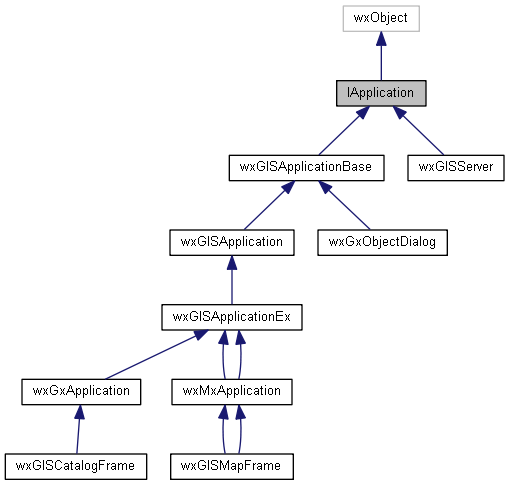 wxObject
IApplication
wxGISApplicationBase
wxGISServer
wxGISApplication
wxGxObjectDialog
wxGISApplicationEx
wxGxApplication
wxMxApplication
wxGISCatalogFrame
wxGISMapFrame